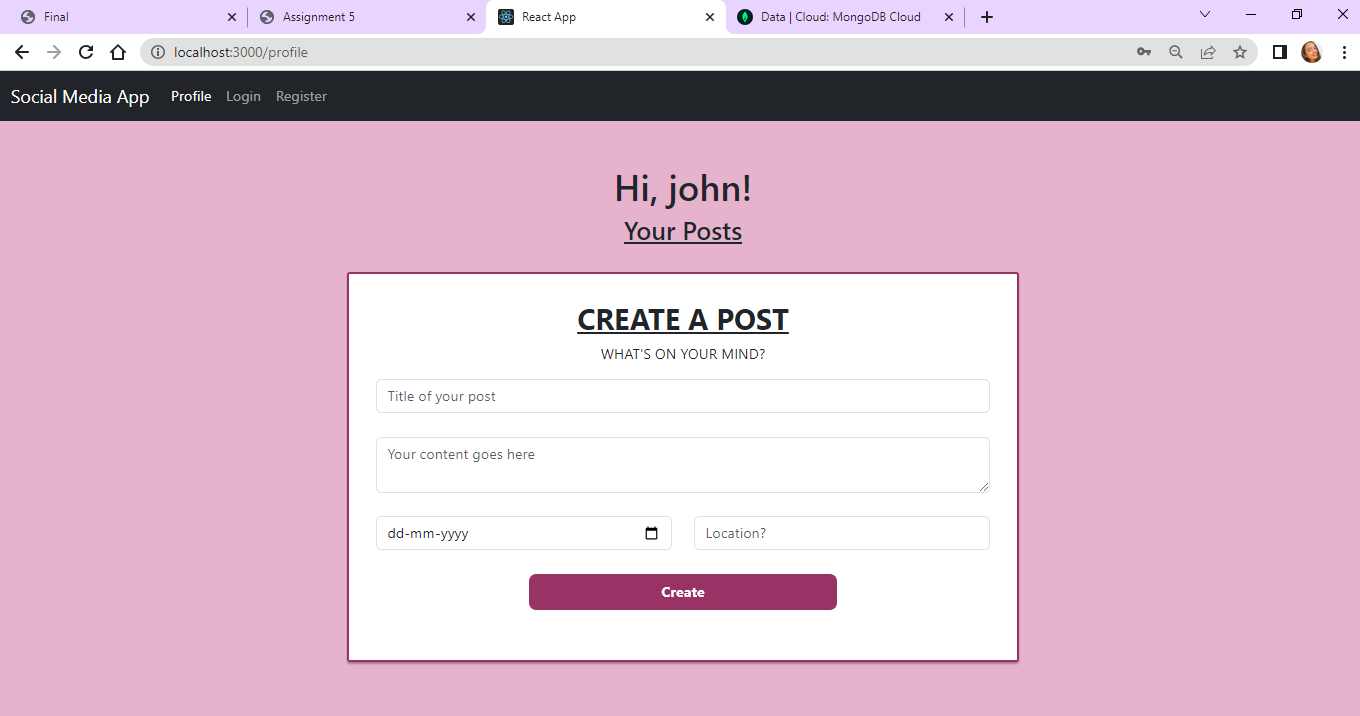 Final
Assignment 5
React App
Data | Cloud: MongoDB Cloud
localhost:3000/profile
Social Media App Profile Login Register
Hi, john!
Your Posts
CREATE A POST
WHAT'S ON YOUR MIND?
Title of your post
Your content goes here
dd-mm-yyyy
Location?
Create